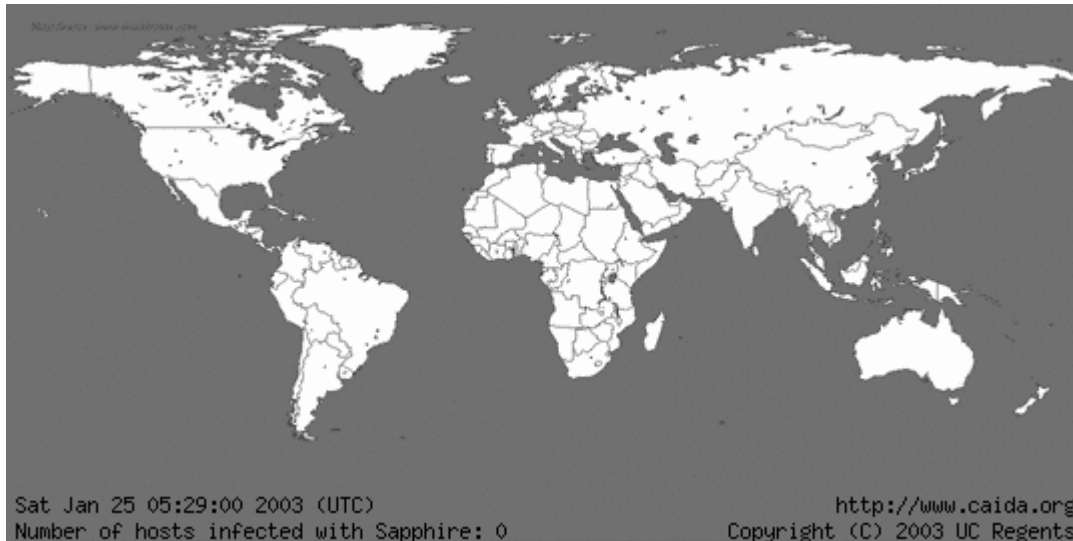 Sat Jan 25 05:29:00 2003 (UTC)
Number of hosts infected with Sapphire: 0
http://www.caida.org
Copyright (C) 2003 UC Regents